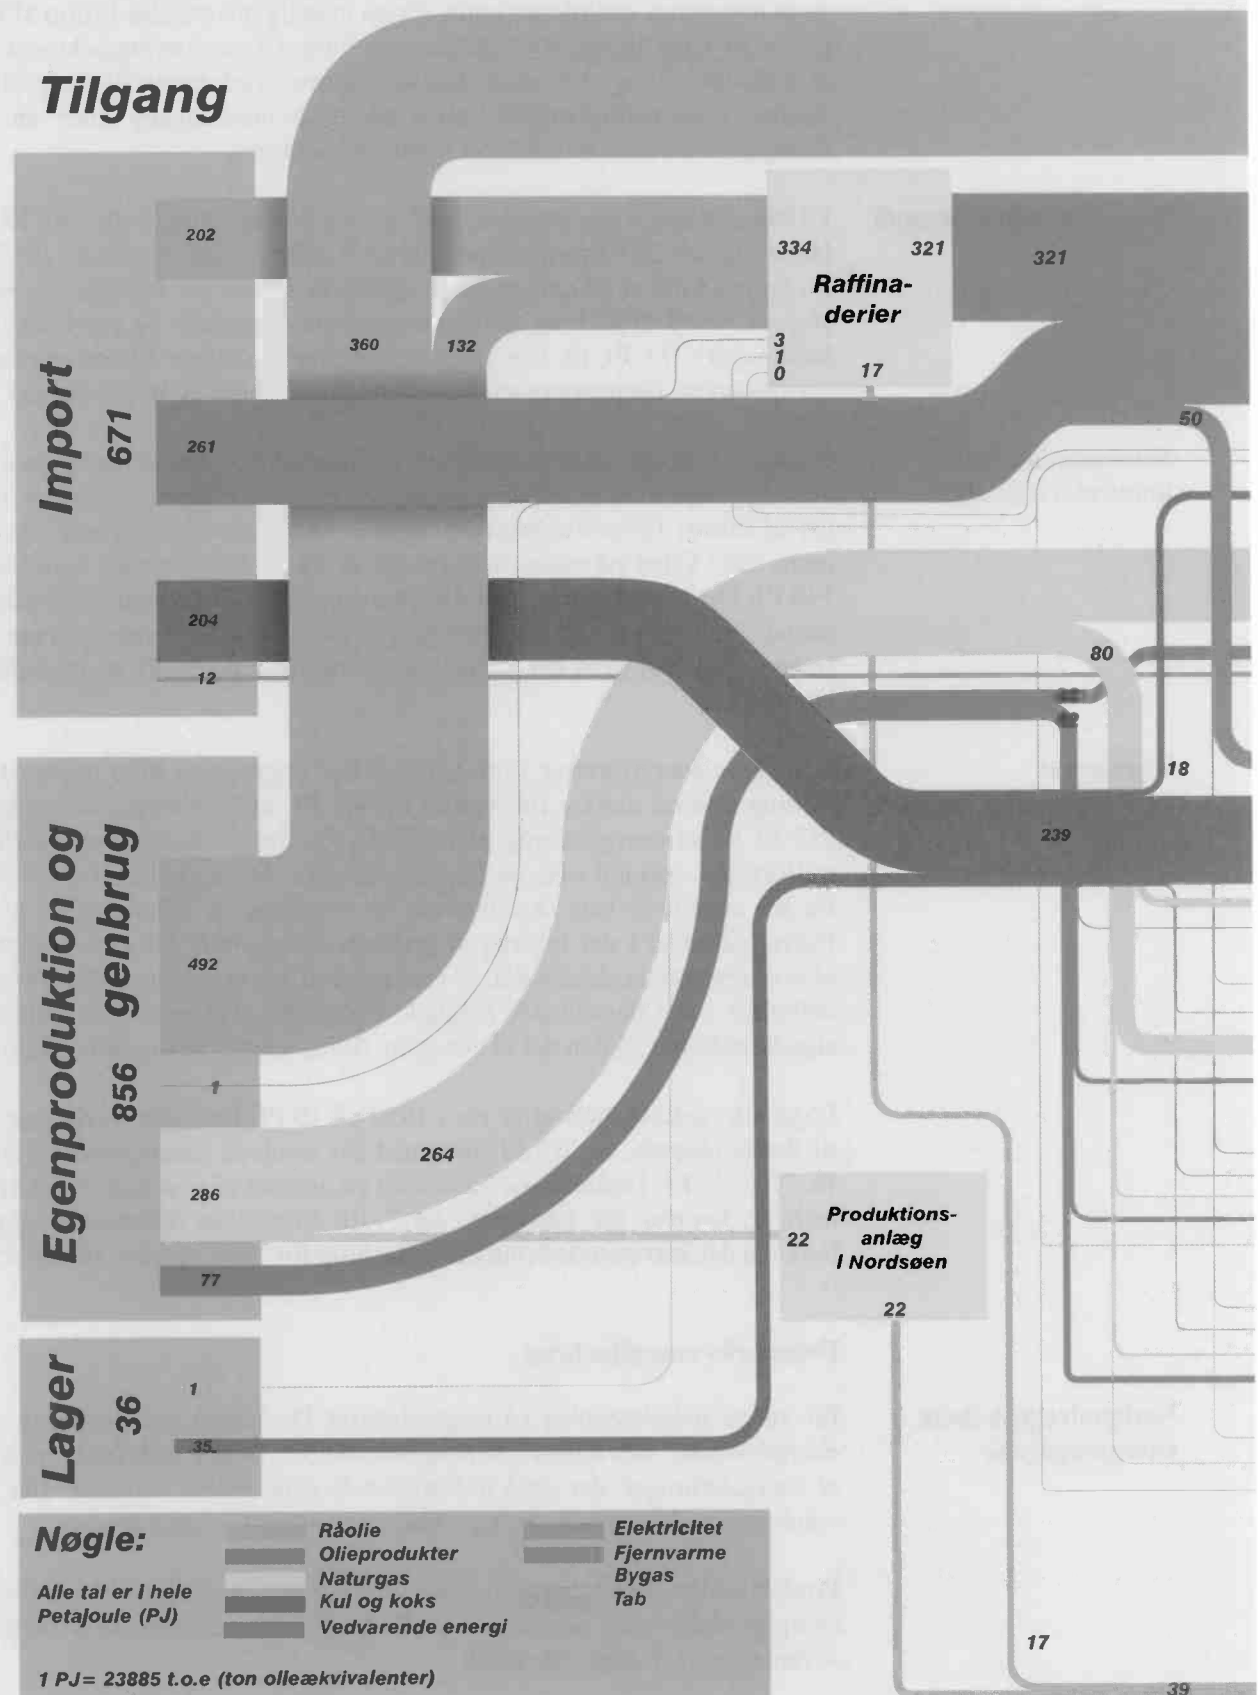 Tilgang
Import
671
202
360
132
261
204
12
334
321
Raffina-
derier
3
1
0
17
321
50
80
18
239
Egenproduktion og
genbrug
856
492
1
264
286
77
22
Produktions-
anlæg
I Nordsøen
22
Lager
36
1
35
17
39
Nøgle:
Alle tal er i hele
Petajoule (PJ)
Råolie
Olieprodukter
Naturgas
Kul og koks
Vedvarende energi
Elektricitet
Fjernvarme
Bygas
Tab
1 PJ= 23885 t.o.e (ton olleækvivalenter)